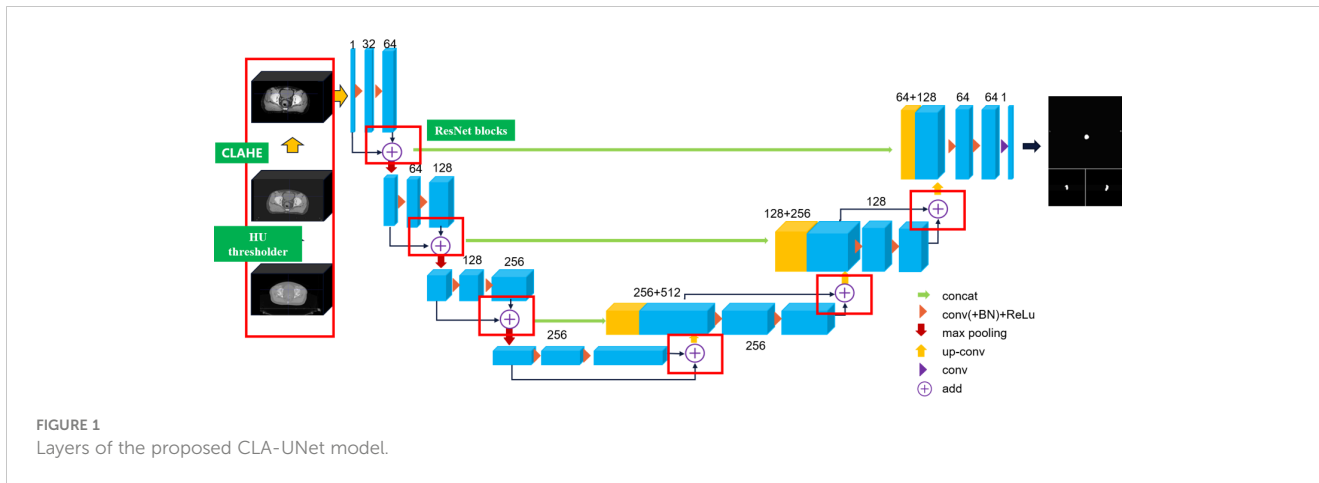 1 32 64
CLAHE
HU
thresholder
ResNet blocks
64 128
128 256
256
256+512
256
128+256
128
64+128 64 64 1
concat
conv(+BN)+ReLu
max pooling
up-conv
conv
add
FIGURE 1
Layers of the proposed CLA-UNet model.